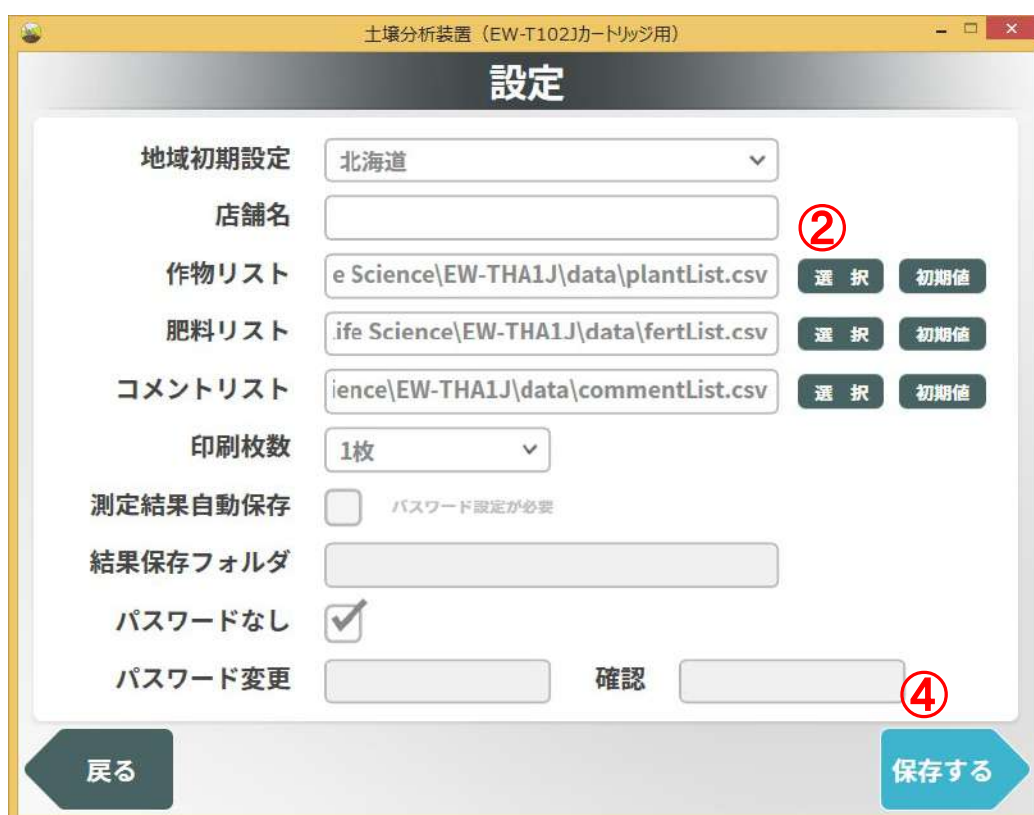 土壌分析装置（EW-T102Jカートリッジ用）
設定
地域初期設定 北海道
店舗名
②
作物リスト e Science\EW-THA1J\data\plantList.csv 選 択 初期値
肥料リスト ife Science\EW-THA1J\data\fertList.csv 選 択 初期値
コメントリスト ience\EW-THA1J\data\commentList.csv 選 択 初期値
印刷枚数 1枚
測定結果自動保存 パスワード設定が必要
結果保存フォルダ
パスワードなし
パスワード変更 確認
④
戻る 保存する